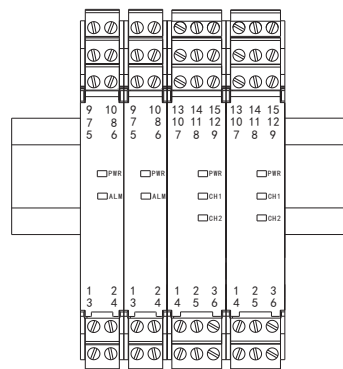 9 10 9 10 13 14 15 13 14 15
7 8 7 8 10 11 12 10 11 12
5 6 5 6 7 8 9 7 8 9
PWR PWR PWR PWR
ALM ALM CH1 CH1
CH2 CH2
1 2 1 2 1 2 3 1 2 3
3 4 3 4 4 5 6 4 5 6